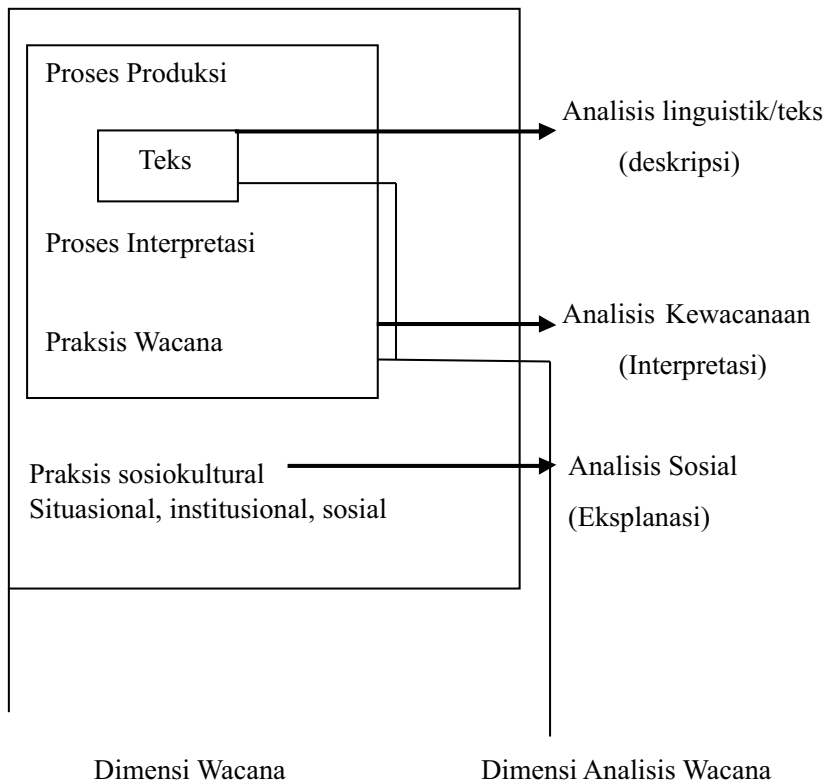 Proses Produksi
Analisis linguistik/teks
(deskripsi)
Teks
Proses Interpretasi
Analisis Kewacanaan
(Interpretasi)
Praksis Wacana
Praksis sosiokultural
Situasional, institusional, sosial
Analisis Sosial
(Eksplanasi)
Dimensi Wacana
Dimensi Analisis Wacana